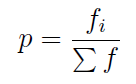 p = \frac{f_i}{\sum f}